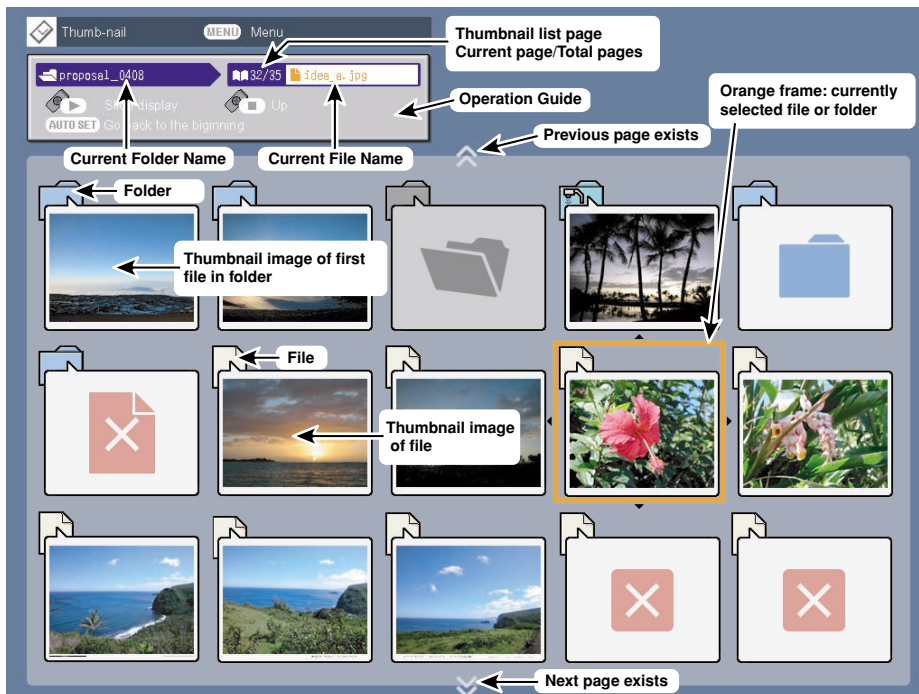 Thumb-nail
MENU Menu
Thumbnail list page
Current page/Total pages
proposal_0408
32/35
idea_a.jpg
Operation Guide
Orange frame: currently
selected file or folder
display
Up
AUTO SET Go back to the biginning
Previous page exists
Current Folder Name
Current File Name
Folder
Thumbnail image of first
file in folder
File
Thumbnail image
of file
Next page exists